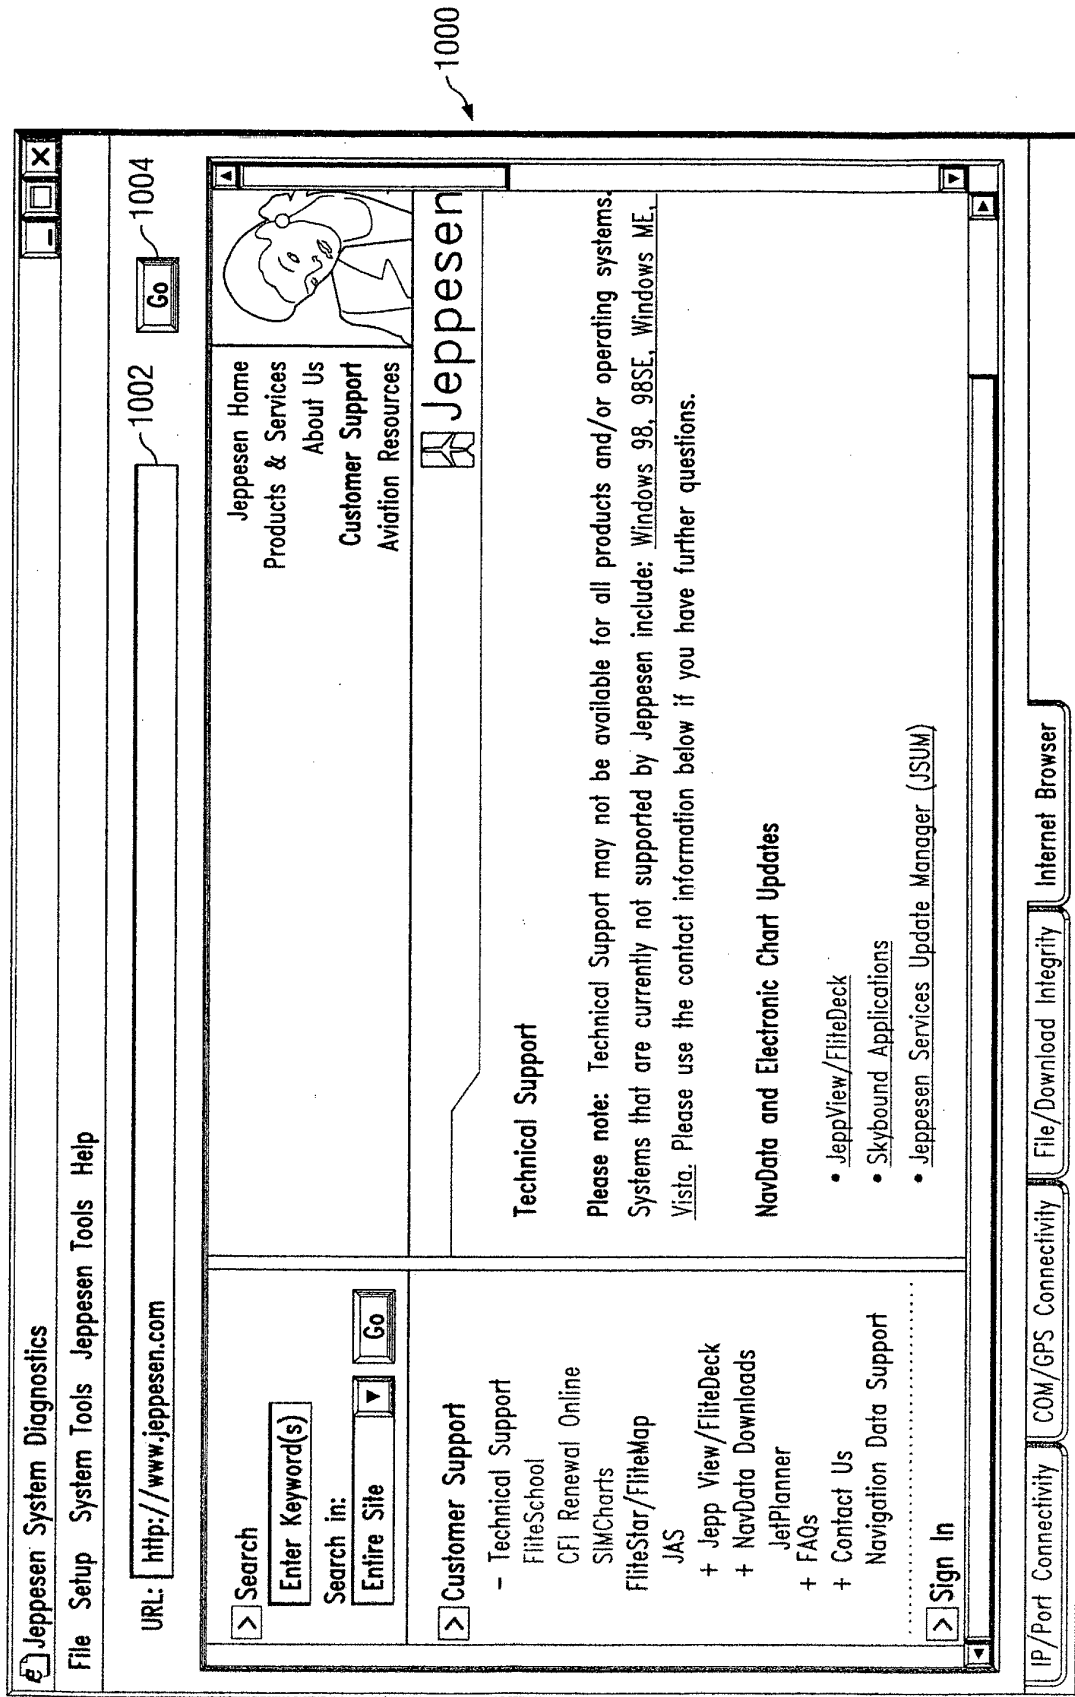 Jeppesen System Diagnostics
File Setup System Tools Jeppesen Tools Help
URL: http://www.jeppesen.com
1002
Go
1004
1000
> Search
Enter Keyword(s)
Search in:
Entire Site
Go
Jeppesen Home
Products & Services
About Us
Customer Support
Aviation Resources
Jeppesen
> Customer Support
- Technical Support
FliteSchool
CFI Renewal Online
SIMCharts
FliteStar/FliteMap
JAS
+ Jepp View/FliteDeck
+ NavData Downloads
JetPlanner
+ FAQs
+ Contact Us
Navigation Data Support
> Sign In
Technical Support
Please note: Technical Support may not be available for all products and/or operating systems.
Systems that are currently not supported by Jeppesen include: Windows 98, 98SE, Windows ME,
Vista. Please use the contact information below if you have further questions.
NavData and Electronic Chart Updates
• JeppView/FliteDeck
• Skybound Applications
• Jeppesen Services Update Manager (JSUM)
IP/Port Connectivity
COM/GPS Connectivity
File/Download Integrity
Internet Browser